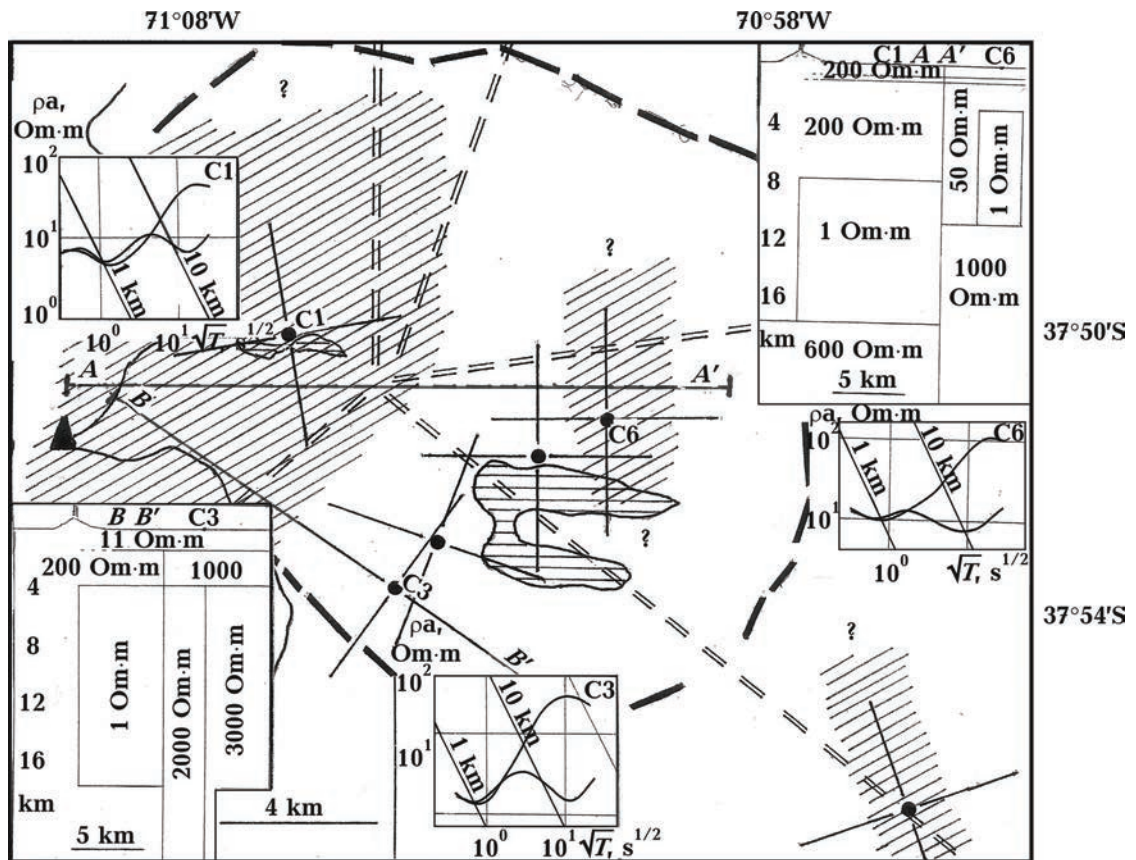 71°08′W
70°58′W
?
ρa,
Om·m
10²
10¹
10⁰
C1
1 km
10 km
10⁰
10¹
√T, s^1/2
C1
A
A′
B
C6
?
?
?
C3
B′
C1 A A′ C6
200 Om·m
4
200 Om·m
8
12
1 Om·m
16
km
600 Om·m
5 km
50 Om·m
1 Om·m
1000
Om·m
37°50′S
37°54′S
ρa, Om·m
10²
10¹
C6
1 km
10 km
10⁰
√T, s^1/2
B B′ C3
11 Om·m
200 Om·m
1000
4
8
12
16
km
1 Om·m
2000 Om·m
3000 Om·m
5 km
4 km
ρa,
Om·m
10²
10¹
C3
1 km
10 km
10⁰
10¹
√T, s^1/2